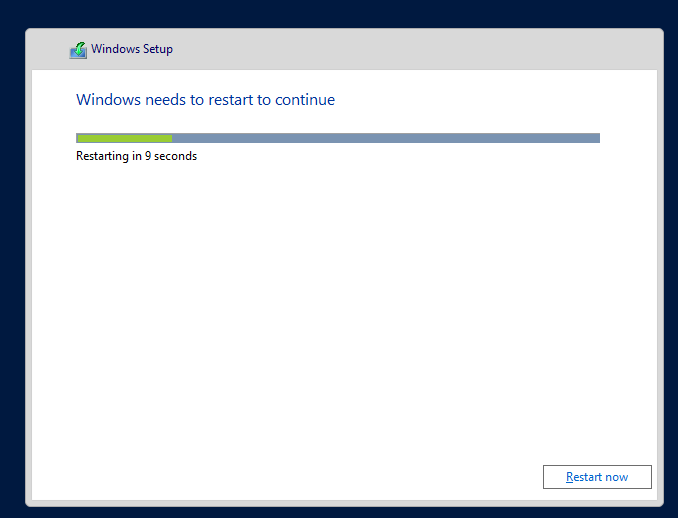 Windows Setup
Windows needs to restart to continue
Restarting in 9 seconds
Restart now